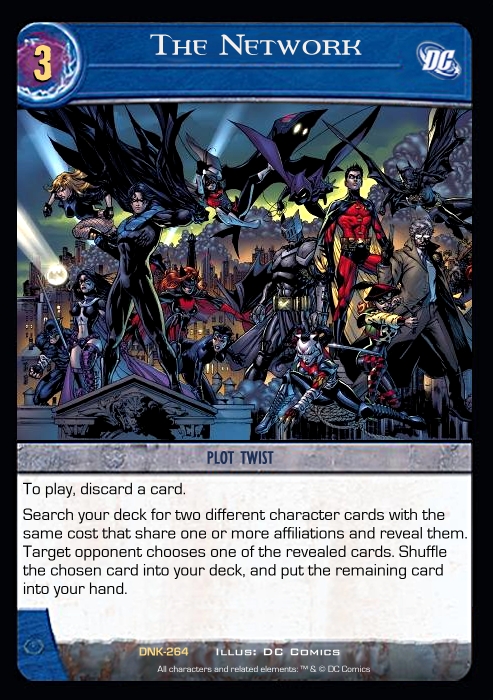 3
The Network
DC
PLOT TWIST
To play, discard a card.
Search your deck for two different character cards with the
same cost that share one or more affiliations and reveal them.
Target opponent chooses one of the revealed cards. Shuffle
the chosen card into your deck, and put the remaining card
into your hand.
DNK-264 Illus: DC Comics
All characters and related elements: ™ & © DC Comics